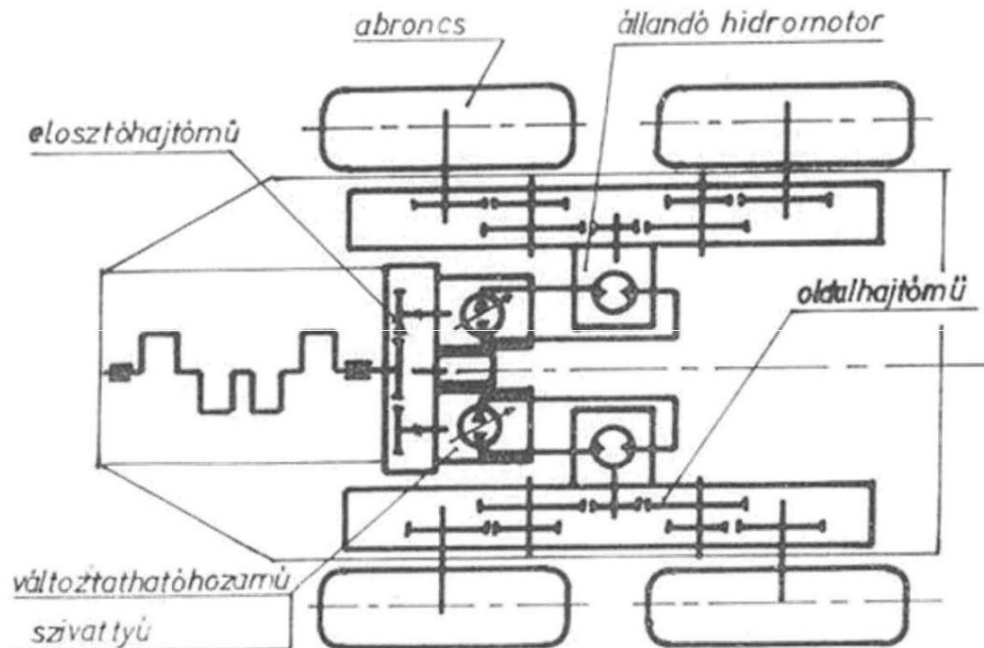 abroncs
állandó hidromotor
elosztóhajtómű
oldalhajtómű
változtathatóhozamú
szivattyú